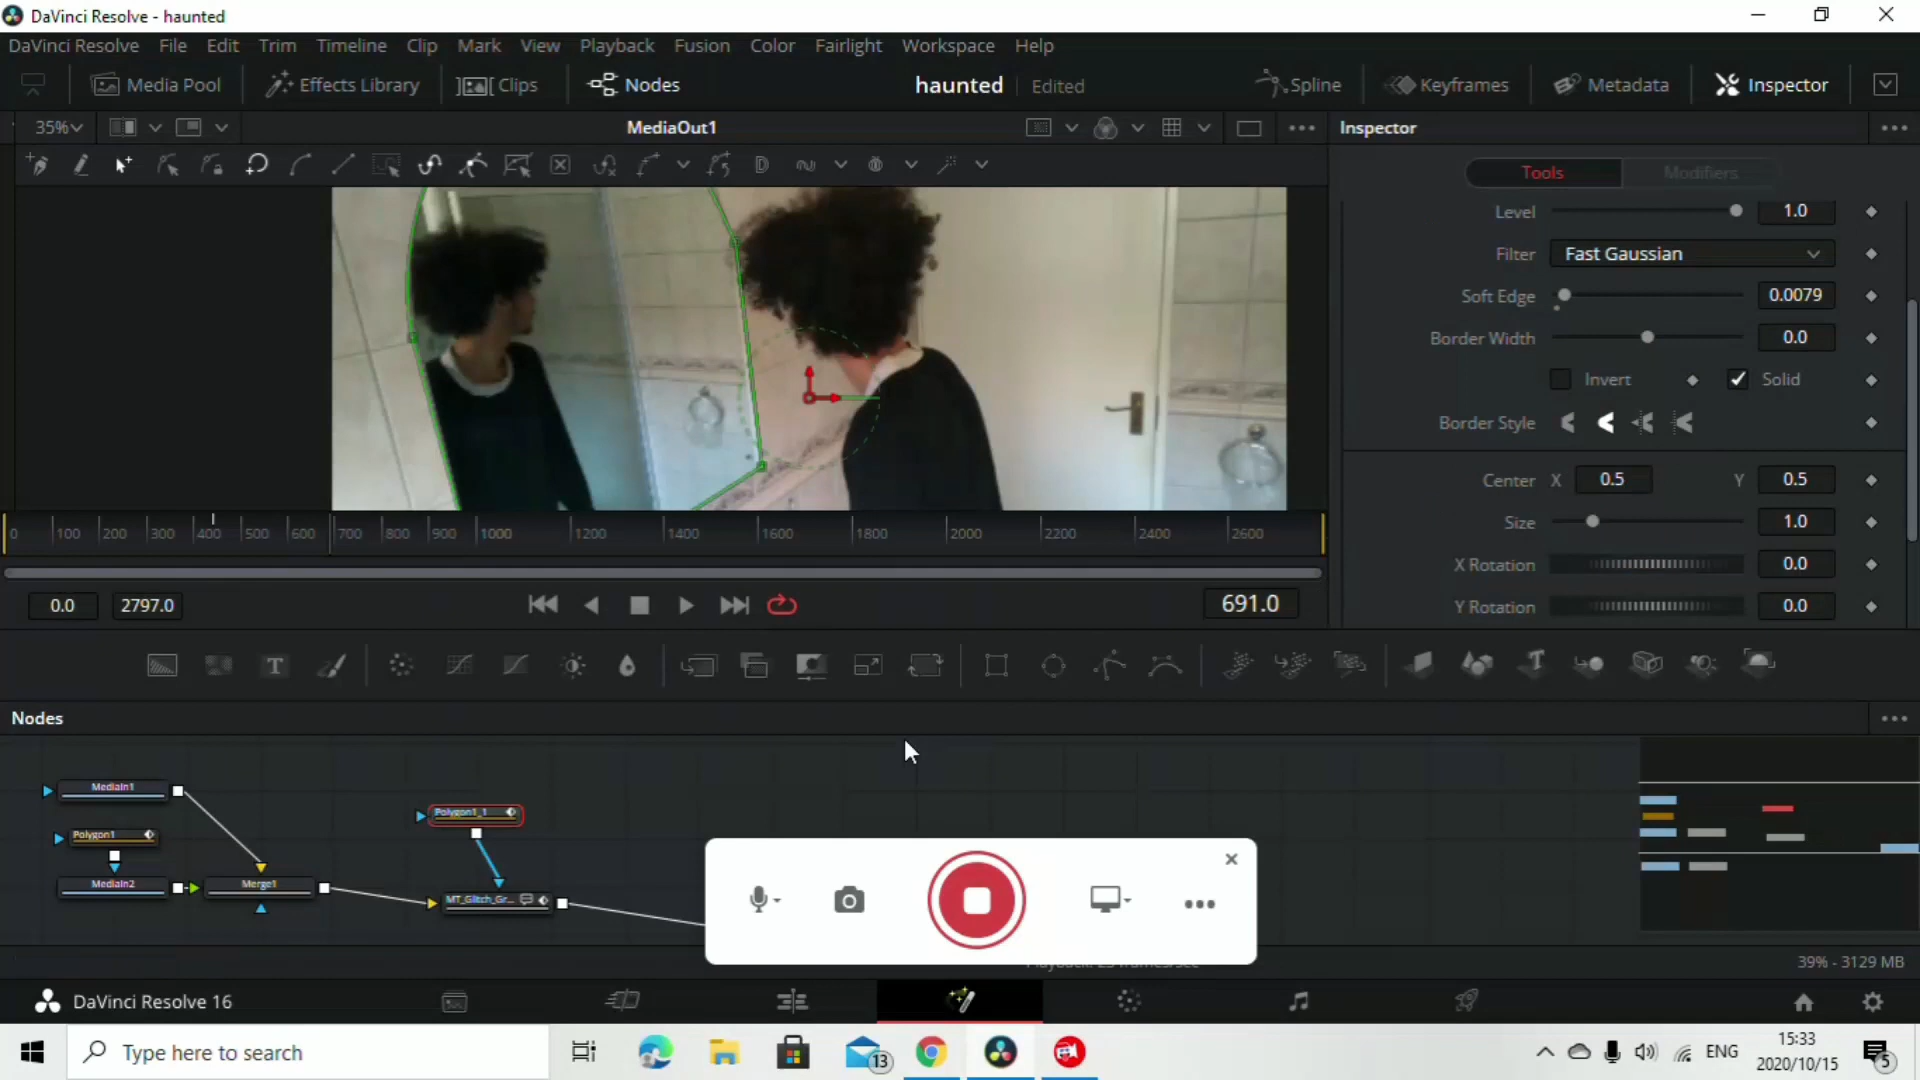 DaVinci Resolve - haunted
DaVinci Resolve File Edit Trim Timeline Clip Mark View Playback Fusion Color Fairlight Workspace Help
Media Pool Effects Library Clips Nodes haunted Edited Spline Keyframes Metadata Inspector
35% MediaOut1 Inspector
Tools Modifiers
Level 1.0
Filter Fast Gaussian
Soft Edge 0.0079
Border Width 0.0
Invert Solid
Border Style
Center X 0.5 Y 0.5
Size 1.0
X Rotation 0.0
Y Rotation 0.0
0 100 200 300 400 500 600 700 800 900 1000 1200 1400 1600 1800 2000 2200 2400 2600
0.0 2797.0 691.0
T
Nodes
MediaIn1
Polygon1_1
Polygon1
MediaIn2 Merge1
MT_Glitch_Gr...
39% - 3129 MB
DaVinci Resolve 16
Type here to search
13
ENG
15:33
2020/10/15
5